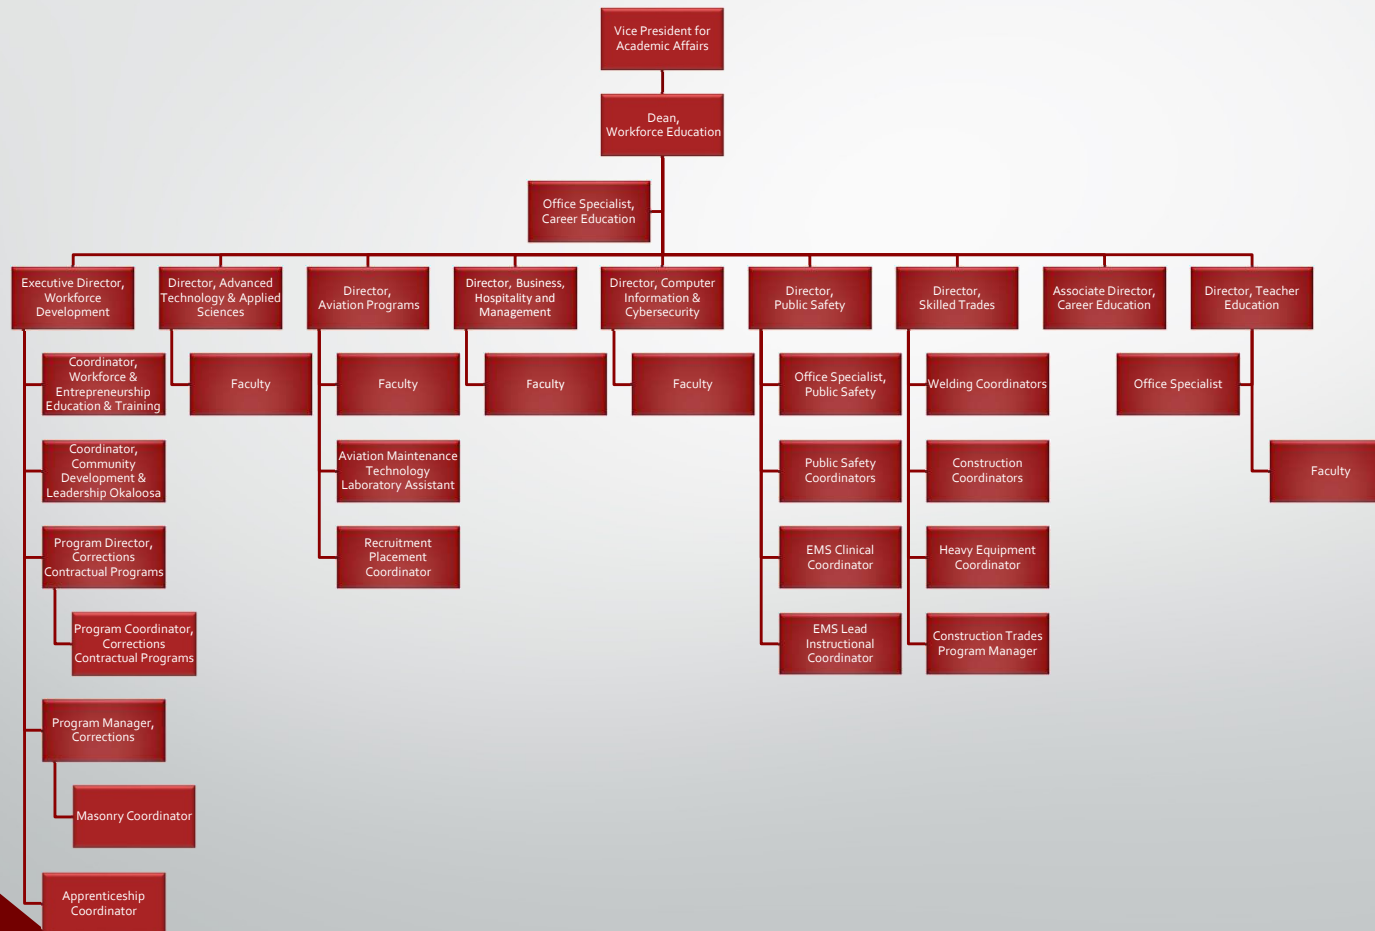 Vice President for
Academic Affairs
Dean,
Workforce Education
Office Specialist,
Career Education
Executive Director,
Workforce
Development
Director, Advanced
Technology & Applied
Sciences
Director,
Aviation Programs
Director, Business,
Hospitality and
Management
Director, Computer
Information &
Cybersecurity
Director,
Public Safety
Director,
Skilled Trades
Associate Director,
Career Education
Director, Teacher
Education
Coordinator,
Workforce &
Entrepreneurship
Education & Training
Faculty
Faculty
Faculty
Faculty
Office Specialist,
Public Safety
Welding Coordinators
Office Specialist
Coordinator,
Community
Development &
Leadership Okaloosa
Aviation Maintenance
Technology
Laboratory Assistant
Public Safety
Coordinators
Construction
Coordinators
Faculty
Program Director,
Corrections
Contractual Programs
Recruitment
Placement
Coordinator
EMS Clinical
Coordinator
Heavy Equipment
Coordinator
Program Coordinator,
Corrections
Contractual Programs
EMS Lead
Instructional
Coordinator
Construction Trades
Program Manager
Program Manager,
Corrections
Masonry Coordinator
Apprenticeship
Coordinator